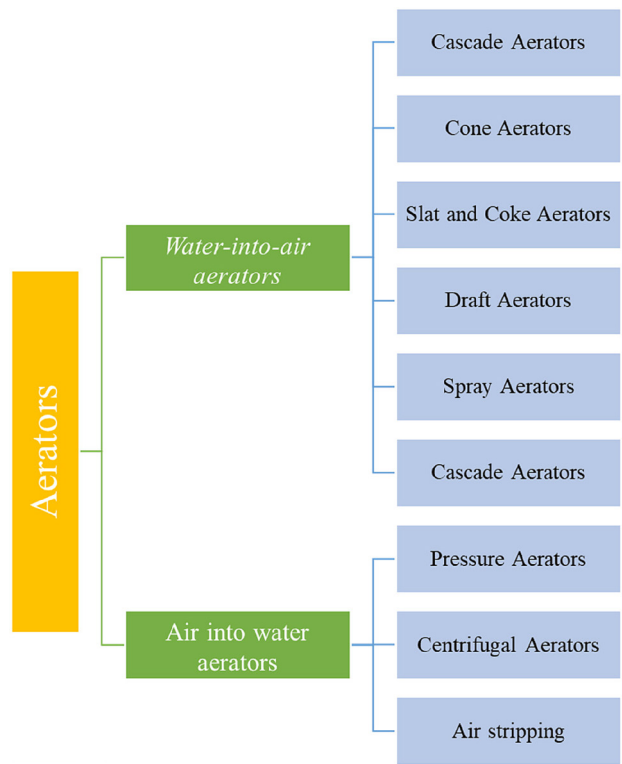 Aerators
Water-into-air
aerators
Cascade Aerators
Cone Aerators
Slat and Coke Aerators
Draft Aerators
Spray Aerators
Cascade Aerators
Air into water
aerators
Pressure Aerators
Centrifugal Aerators
Air stripping